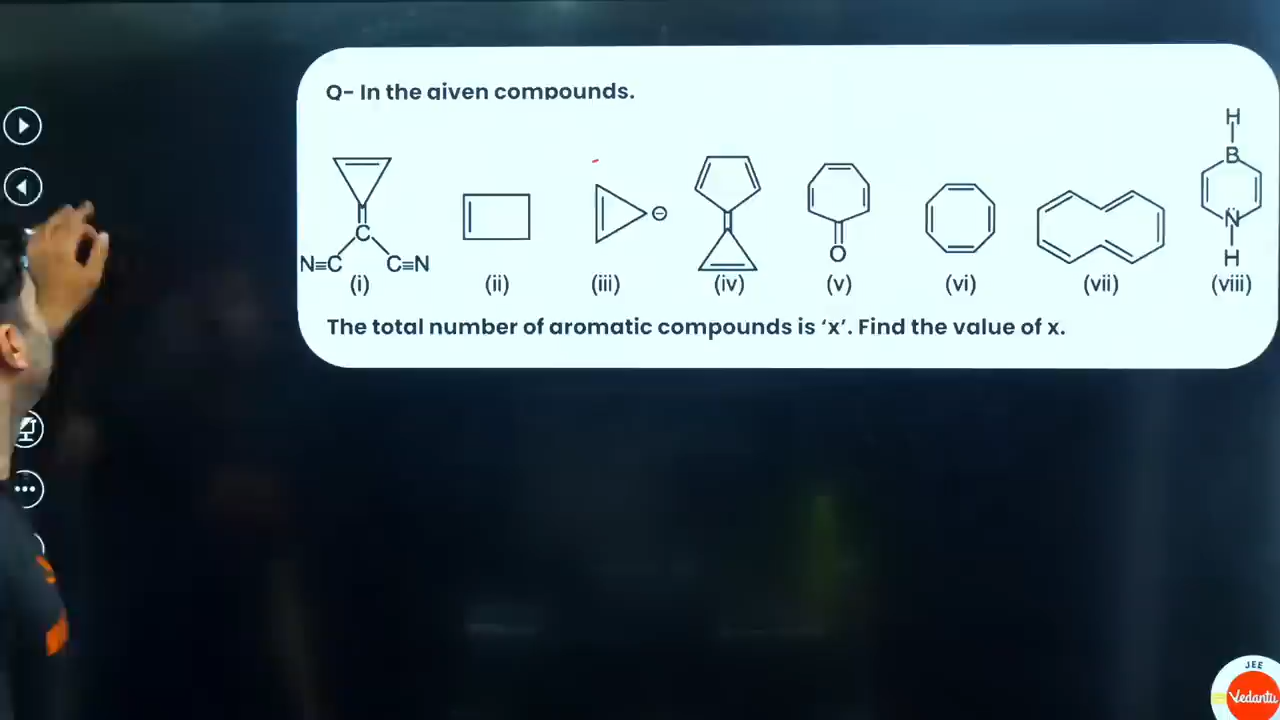 Q- In the given compounds.
H
B
C
N≡C C≡N
O
N̈
H
(i) (ii) (iii) (iv) (v) (vi) (vii) (viii)
The total number of aromatic compounds is ‘x’. Find the value of x.
JEE
Vedantu